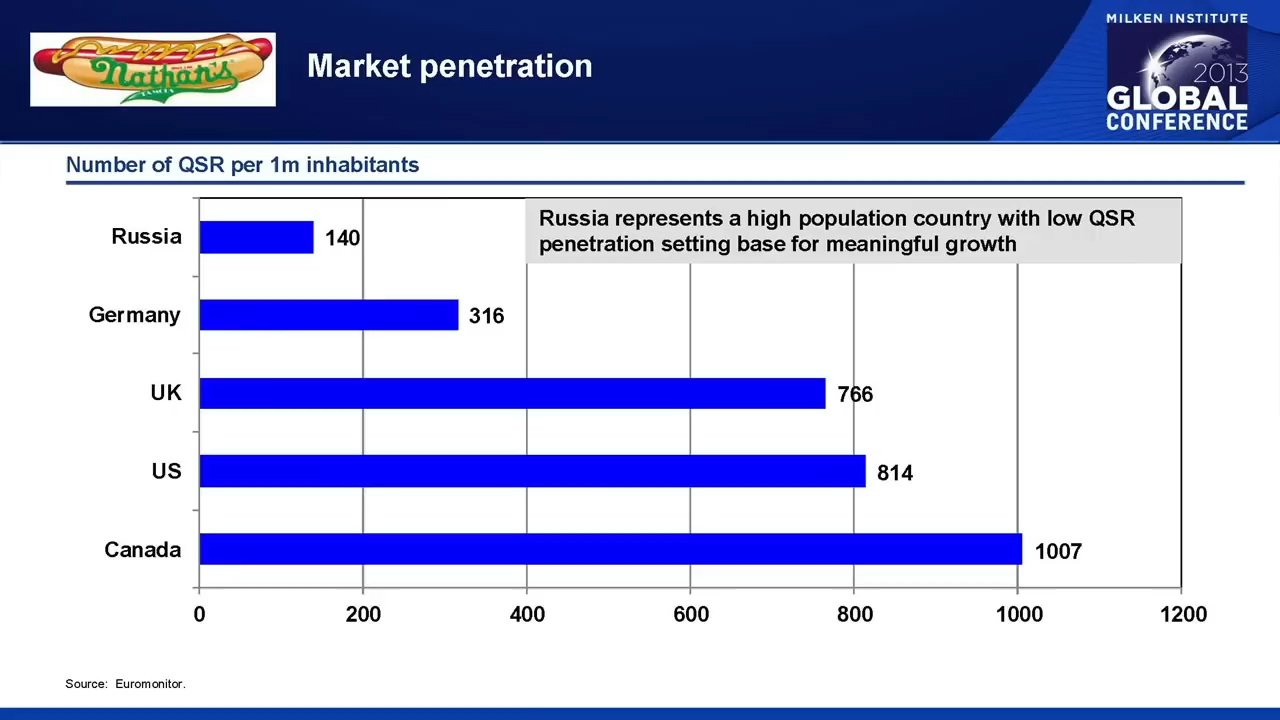 MILKEN INSTITUTE
2013
GLOBAL
CONFERENCE
Nathan's
FAMOUS
Market penetration
Number of QSR per 1m inhabitants
Russia represents a high population country with low QSR
penetration setting base for meaningful growth
Russia 140
Germany 316
UK 766
US 814
Canada 1007
0 200 400 600 800 1000 1200
Source: Euromonitor.